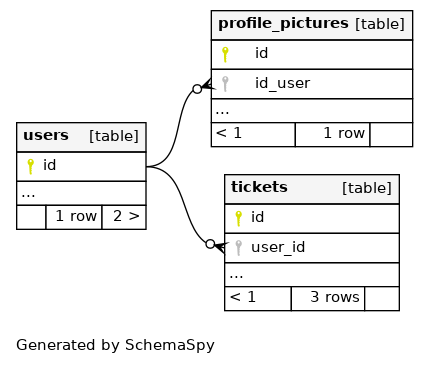 profile_pictures [table]
id
id_user
...
< 1 1 row
users [table]
id
...
1 row 2 >
tickets [table]
id
user_id
...
< 1 3 rows
Generated by SchemaSpy